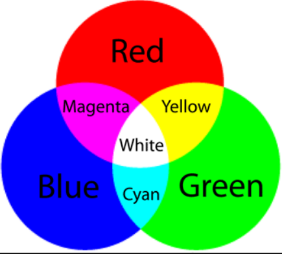 Red
Magenta Yellow
White
Blue Green
Cyan